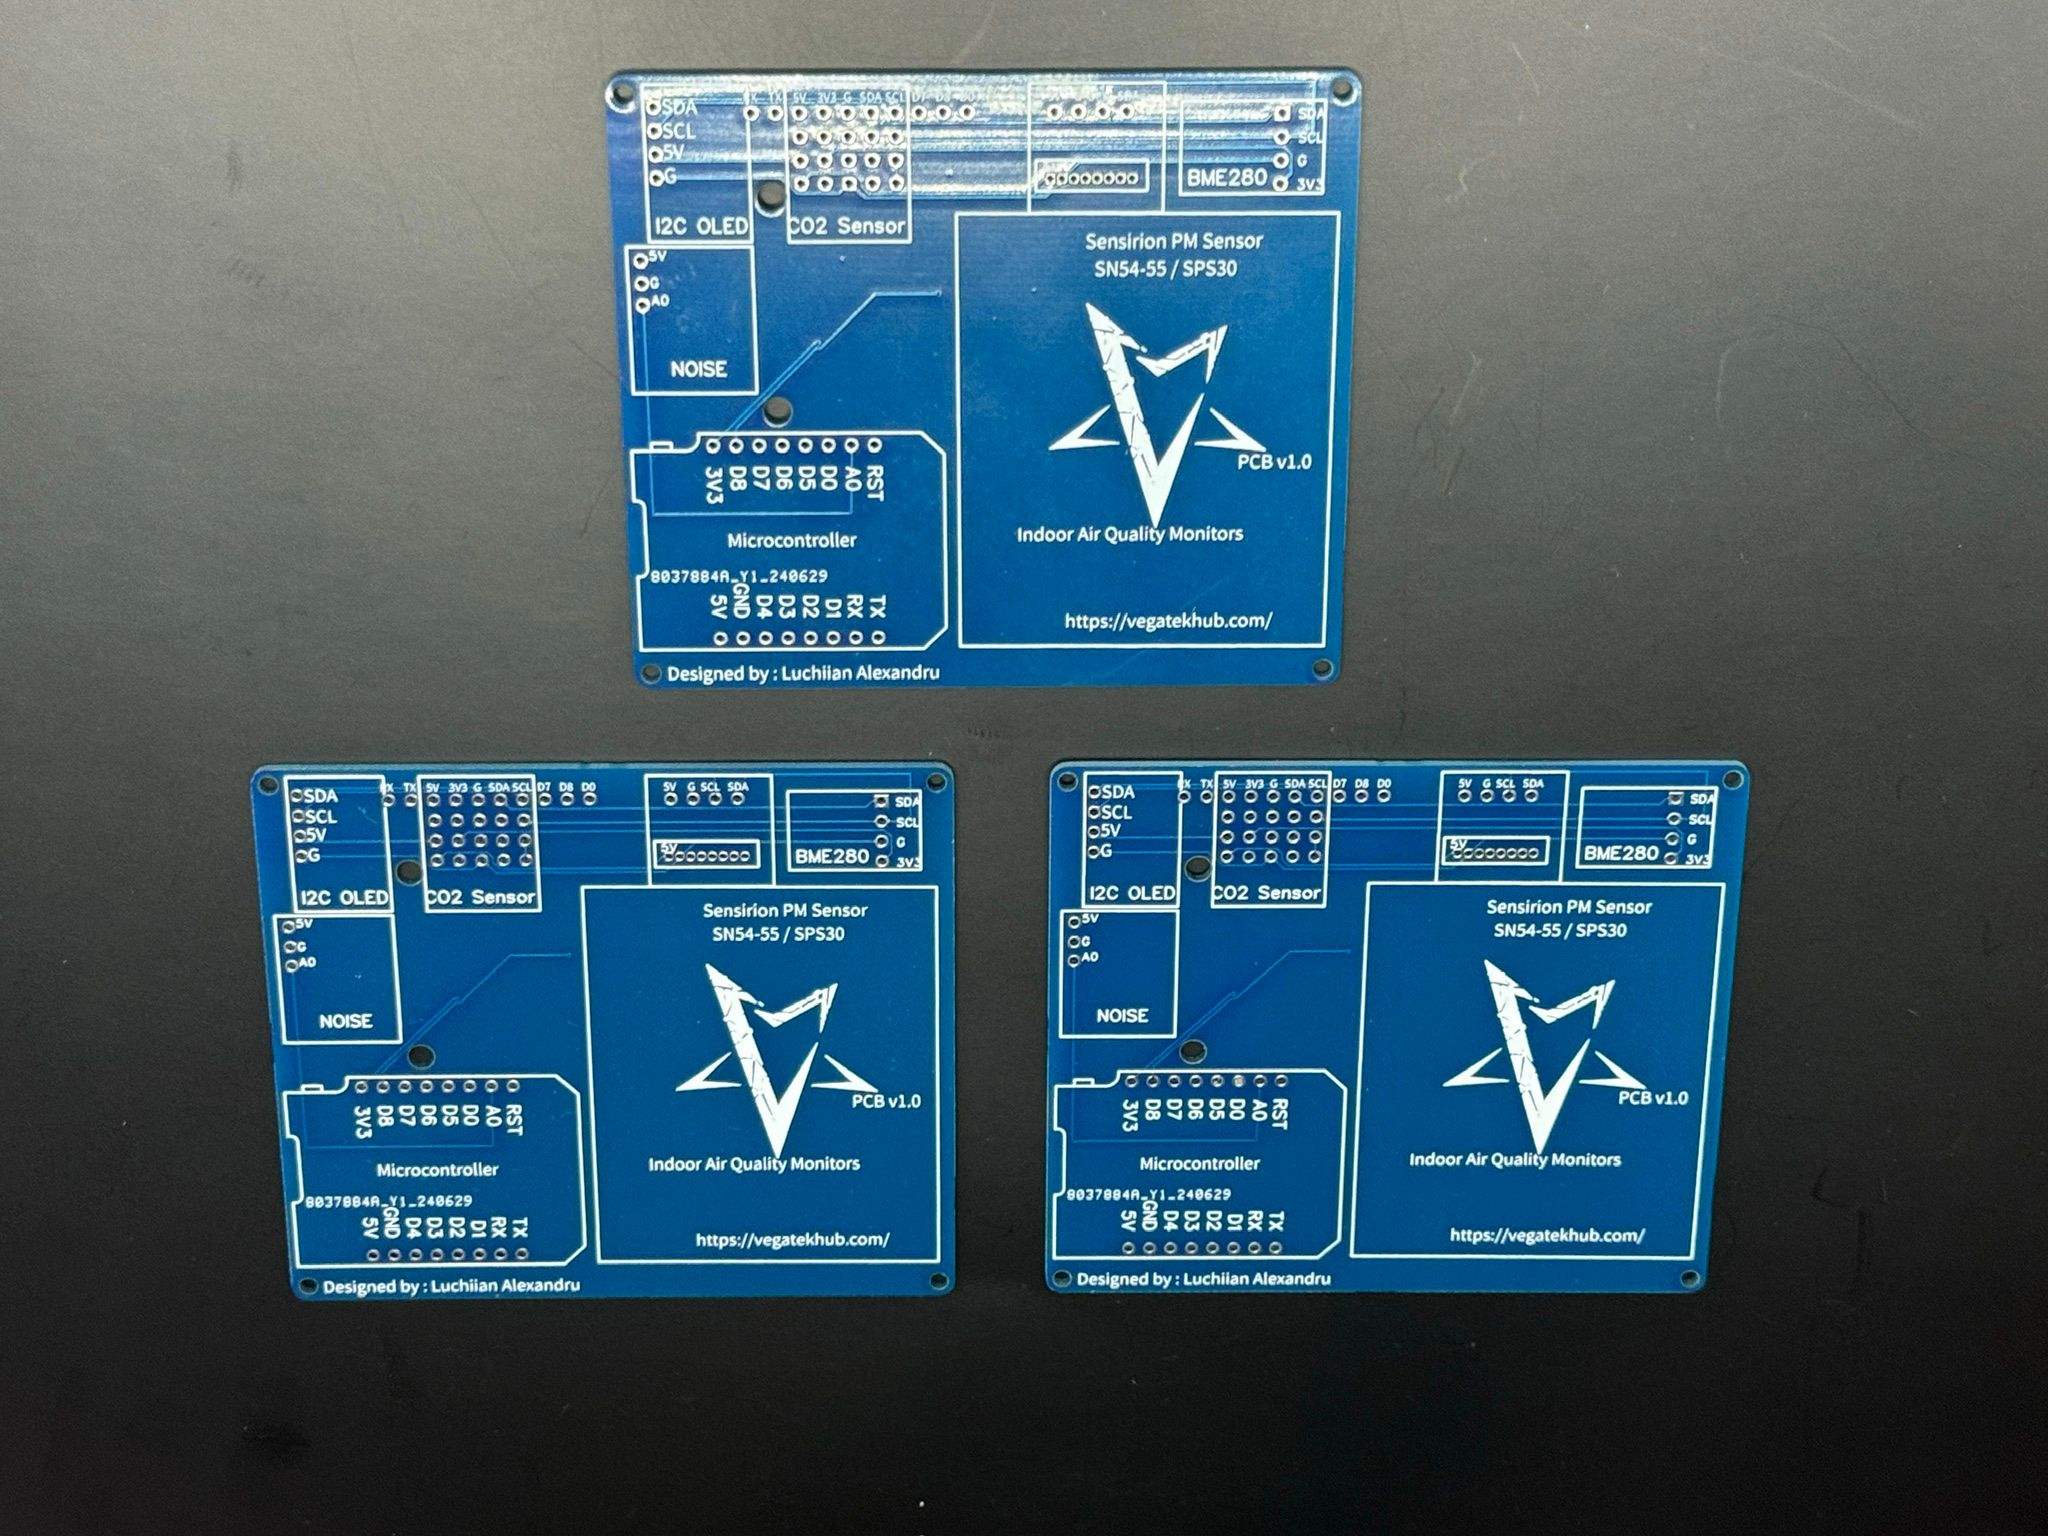 SDA
SCL
5V
G
I2C OLED
RX TX
5V 3V3 G SDA SCL
D7 D8 D0
CO2 Sensor
SDA
SCL
G
3V3
BME280
5V
G
A0
NOISE
Sensirion PM Sensor
SN54-55 / SPS30
PCB v1.0
Indoor Air Quality Monitors
https://vegatekhub.com/
3V3 D8 D7 D6 D5 D0 A0 RST
Microcontroller
8037884A_Y1_240629
5V GND D4 D3 D2 D1 RX TX
Designed by : Luchiian Alexandru
SDA
SCL
5V
G
I2C OLED
RX TX
5V 3V3 G SDA SCL
D7 D8 D0
CO2 Sensor
5V G SCL SDA
5V
SDA
SCL
G
3V3
BME280
5V
G
A0
NOISE
Sensirion PM Sensor
SN54-55 / SPS30
PCB v1.0
Indoor Air Quality Monitors
https://vegatekhub.com/
3V3 D8 D7 D6 D5 D0 A0 RST
Microcontroller
8037884A_Y1_240629
5V GND D4 D3 D2 D1 RX TX
Designed by : Luchiian Alexandru
SDA
SCL
5V
G
I2C OLED
RX TX
5V 3V3 G SDA SCL
D7 D8 D0
CO2 Sensor
5V G SCL SDA
5V
SDA
SCL
G
3V3
BME280
5V
G
A0
NOISE
Sensirion PM Sensor
SN54-55 / SPS30
PCB v1.0
Indoor Air Quality Monitors
https://vegatekhub.com/
3V3 D8 D7 D6 D5 D0 A0 RST
Microcontroller
8037884A_Y1_240629
5V GND D4 D3 D2 D1 RX TX
Designed by : Luchiian Alexandru